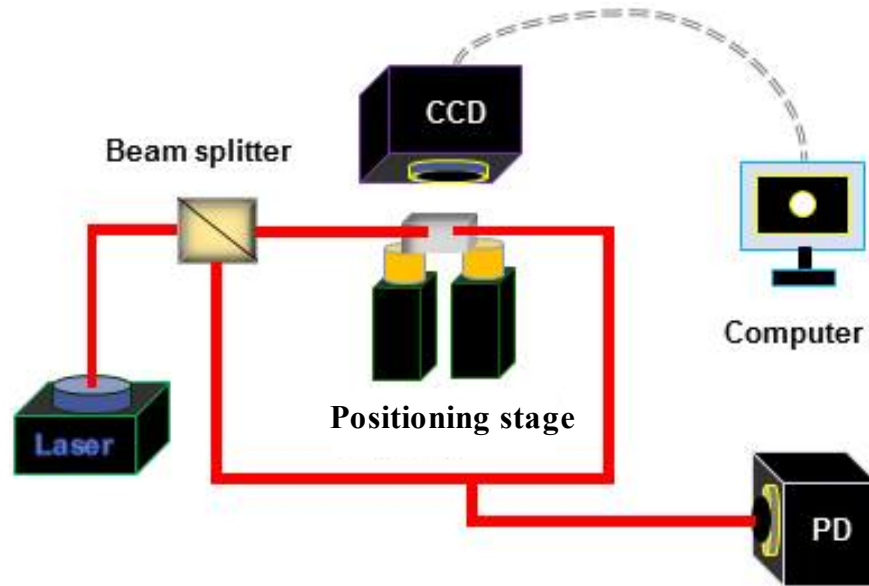 CCD
Beam splitter
Computer
Positioning stage
Laser
PD